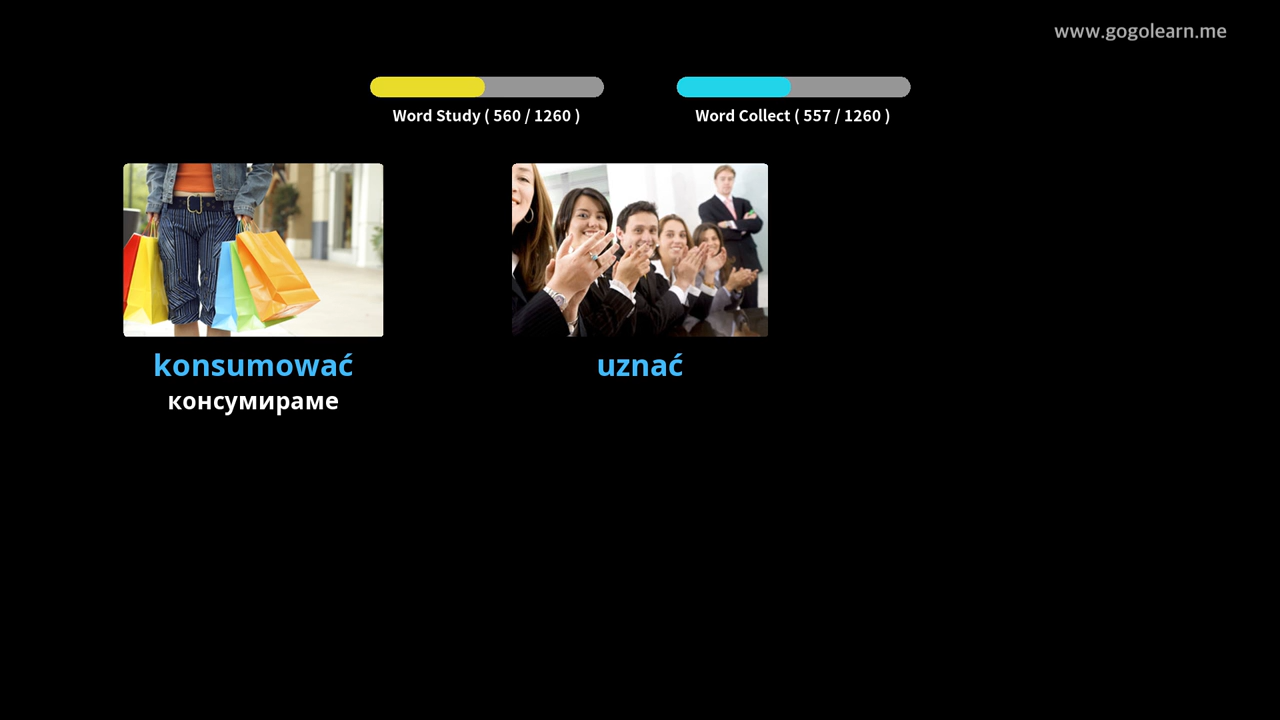 www.gogolearn.me
Word Study ( 560 / 1260 )
Word Collect ( 557 / 1260 )
konsumować
консумираме
uznać